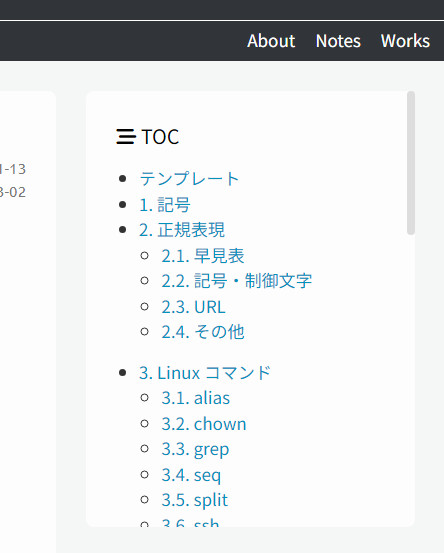 About Notes Works
TOC
1-13
3-02
テンプレート
1. 記号
2. 正規表現
2.1. 早見表
2.2. 記号・制御文字
2.3. URL
2.4. その他
3. Linux コマンド
3.1. alias
3.2. chown
3.3. grep
3.4. seq
3.5. split
3.6. ssh